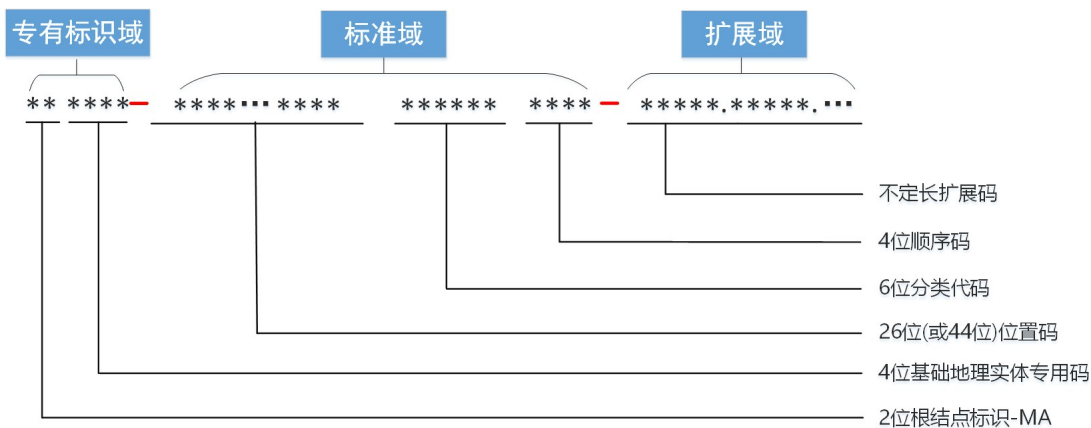 专有标识域 标准域 扩展域
** ****- ****···**** ****** ****- *****.*****.···
不定长扩展码
4位顺序码
6位分类代码
26位(或44位)位置码
4位基础地理实体专用码
2位根结点标识-MA